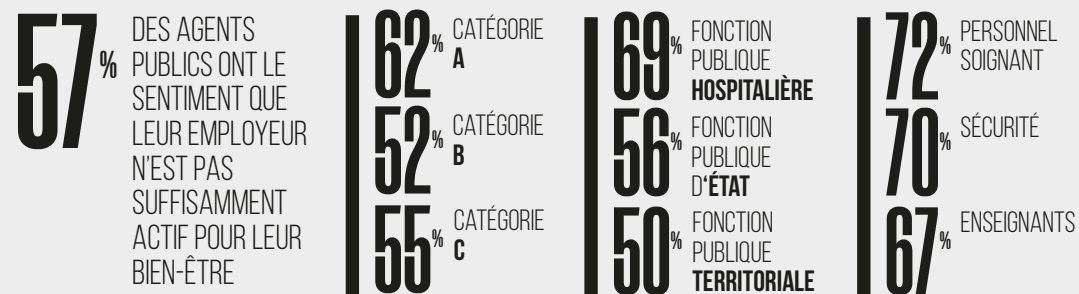 57%
DES AGENTS
PUBLICS ONT LE
SENTIMENT QUE
LEUR EMPLOYEUR
N'EST PAS
SUFFISAMMENT
ACTIF POUR LEUR
BIEN-ÊTRE
62% CATÉGORIE
A
52% CATÉGORIE
B
55% CATÉGORIE
C
69% FONCTION
PUBLIQUE
HOSPITALIÈRE
56% FONCTION
PUBLIQUE
D‘ÉTAT
50% FONCTION
PUBLIQUE
TERRITORIALE
72% PERSONNEL
SOIGNANT
70% SÉCURITÉ
67% ENSEIGNANTS